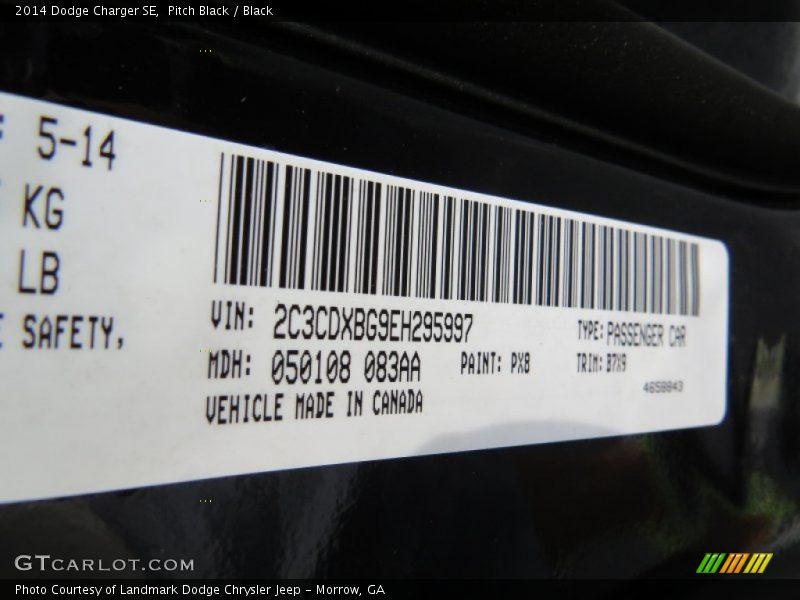 2014 Dodge Charger SE,  Pitch Black / Black
5-14
KG
LB
SAFETY,
VIN: 2C3CDXBG9EH295997
TYPE: PASSENGER CAR
MDH: 050108 083AA
PAINT: PX8
TRIM: B7X9
VEHICLE MADE IN CANADA
4658843
GTCARLOT.COM
Photo Courtesy of Landmark Dodge Chrysler Jeep - Morrow, GA